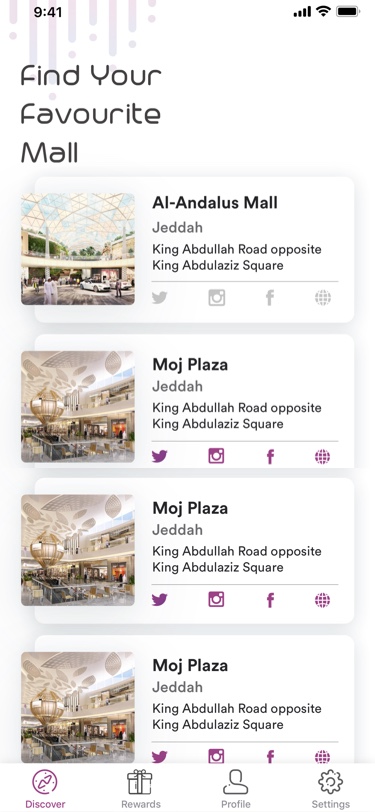 9:41
Find Your
Favourite
Mall
Al-Andalus Mall
Jeddah
King Abdullah Road opposite
King Abdulaziz Square
Moj Plaza
Jeddah
King Abdullah Road opposite
King Abdulaziz Square
Moj Plaza
Jeddah
King Abdullah Road opposite
King Abdulaziz Square
Moj Plaza
Jeddah
King Abdullah Road opposite
King Abdulaziz Square
Discover
Rewards
Profile
Settings